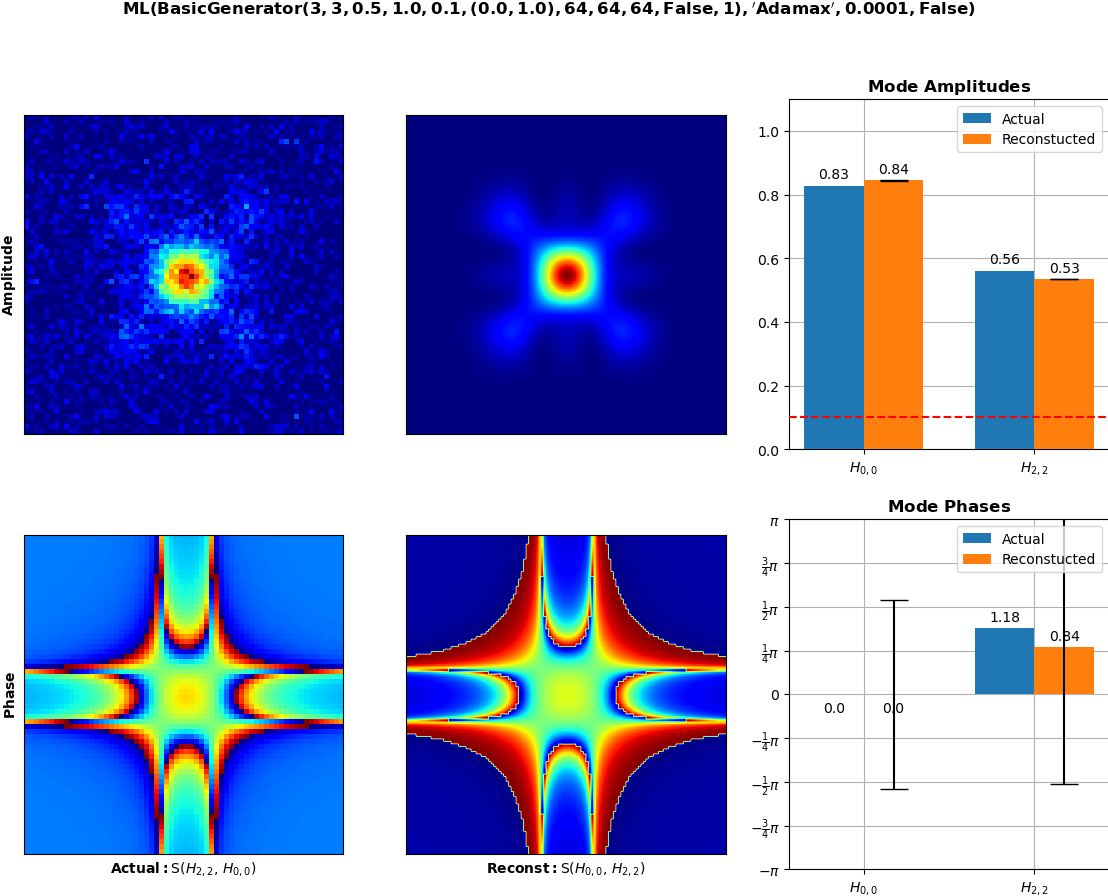 ML(BasicGenerator(3, 3, 0.5, 1.0, 0.1, (0.0, 1.0), 64, 64, 64, False, 1), ′Adamax′, 0.0001, False)
Amplitude
Mode Amplitudes
Actual
Reconstucted
1.0
0.8
0.6
0.4
0.2
0.0
0.83
0.84
0.56
0.53
H0,0
H2,2
Phase
Actual: S(H2,2, H0,0)
Reconst: S(H0,0, H2,2)
Mode Phases
Actual
Reconstucted
π
3/4π
1/2π
1/4π
0
−1/4π
−1/2π
−3/4π
−π
0.0
0.0
1.18
0.84
H0,0
H2,2